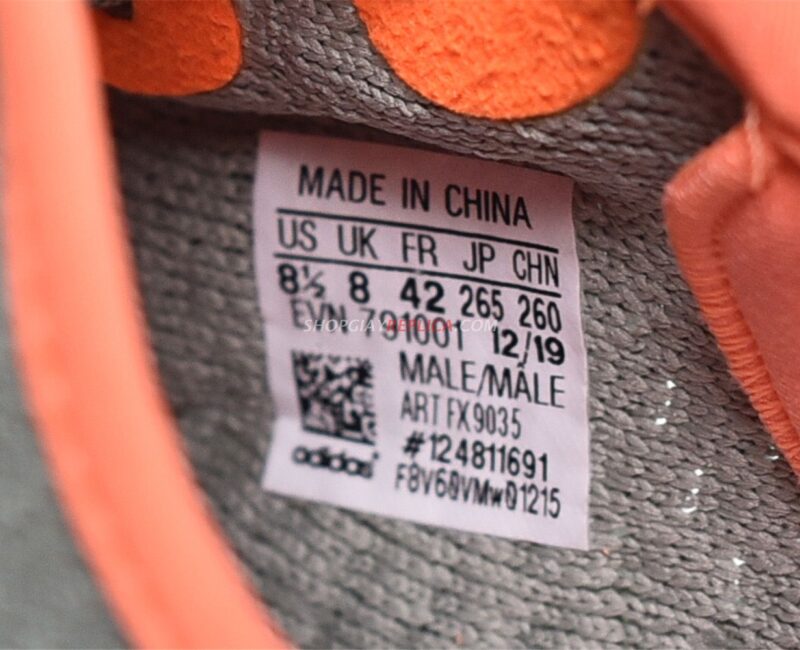 MADE IN CHINA
US UK FR JP CHN
8½ 8 42 265 260
EVN 791001 12/19
SHOPGIAYREPLICA.COM
MALE/MÂLE
ART FX9035
#124811691
adidas
F8V6QVMwQ1215